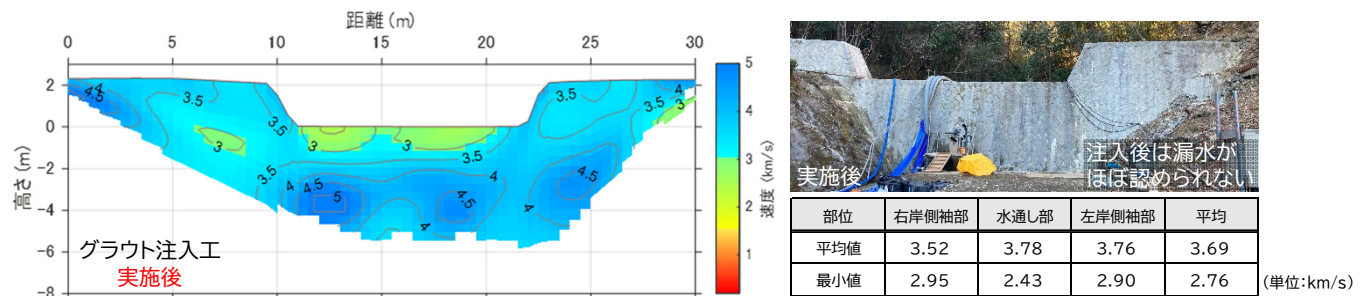 距離(m)
0 5 10 15 20 25 30
2
0
-2
-4
-6
-8
高さ(m)
4
4.5
3.5
3.5
3
3
3
3.5
3.5
4
4.5
5
4.5
4
4
4
4.5
3.5
3.5
4
3
グラウト注入工
実施後
5
4
3
2
1
速度 (km/s)
実施後
注入後は漏水が
ほぼ認められない
部位 右岸側袖部 水通し部 左岸側袖部 平均
平均値 3.52 3.78 3.76 3.69
最小値 2.95 2.43 2.90 2.76
(単位:km/s)